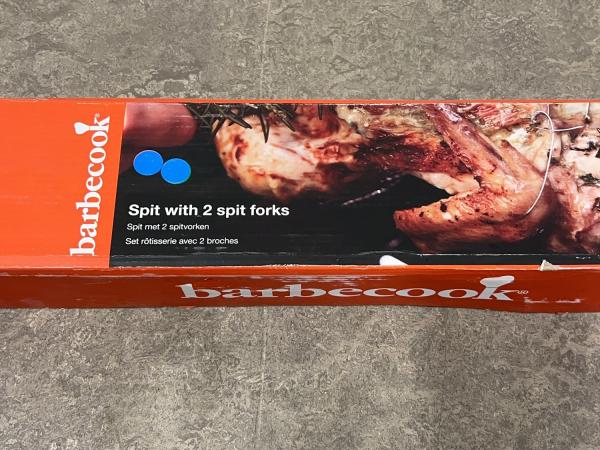 barbecook®
Spit with 2 spit forks
Spit met 2 spitvorken
Set rôtisserie avec 2 broches
barbecook®